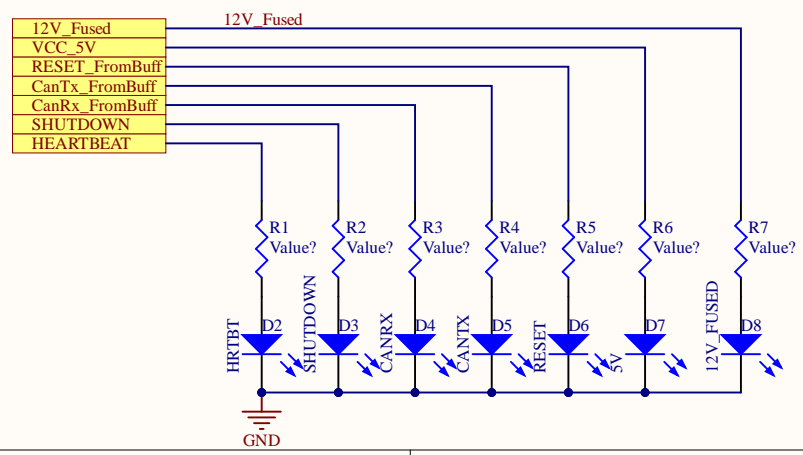 12V_Fused
12V_Fused
VCC_5V
RESET_FromBuff
CanTx_FromBuff
CanRx_FromBuff
SHUTDOWN
HEARTBEAT
R1
Value?
R2
Value?
R3
Value?
R4
Value?
R5
Value?
R6
Value?
R7
Value?
HRTBT
D2
SHUTDOWN
D3
CANRX
D4
CANTX
D5
RESET
D6
5V
D7
12V_FUSED
D8
GND